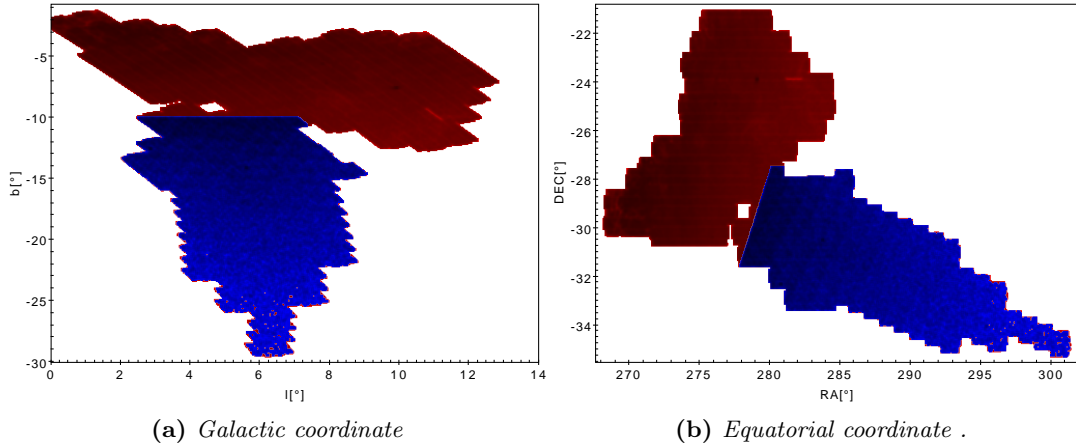 -5
-10
-15
-20
-25
-30
b[°]
0 2 4 6 8 10 12 14
l[°]
(a) Galactic coordinate
-22
-24
-26
-28
-30
-32
-34
DEC[°]
270 275 280 285 290 295 300
RA[°]
(b) Equatorial coordinate .